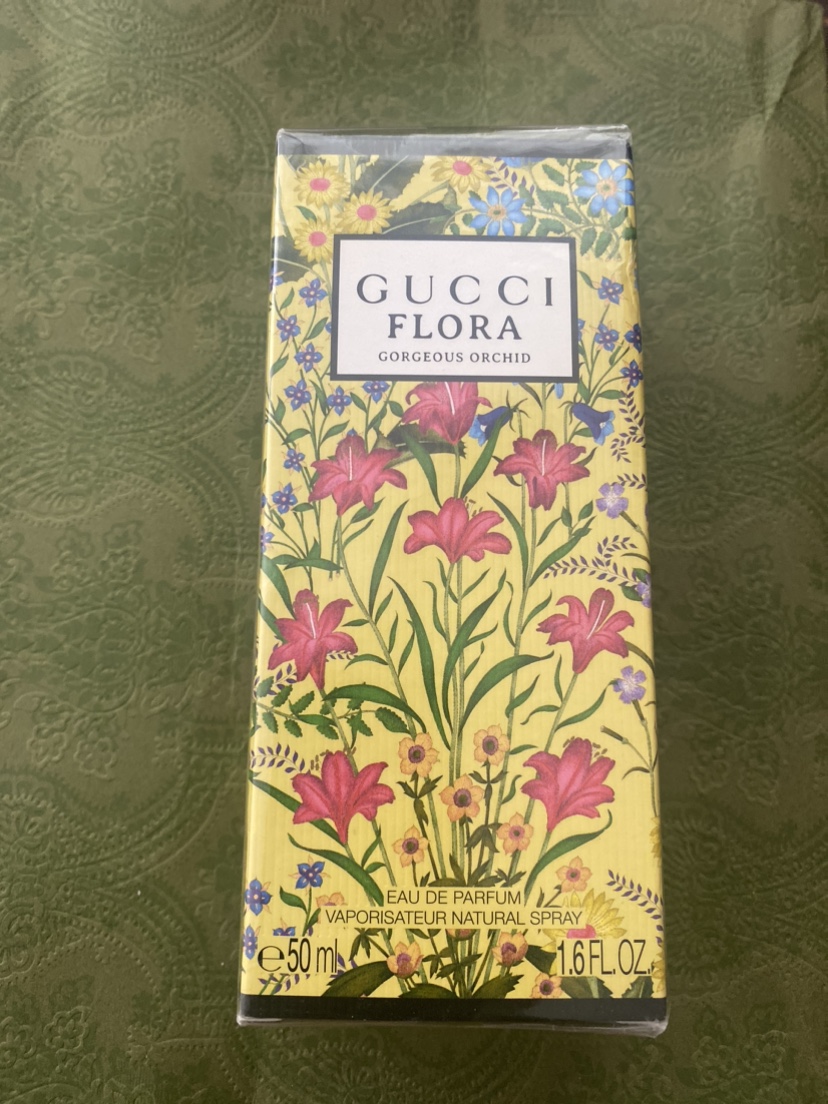 GUCCI
FLORA
GORGEOUS ORCHID
EAU DE PARFUM
VAPORISATEUR NATURAL SPRAY
℮50 ml 1.6 FL. OZ.